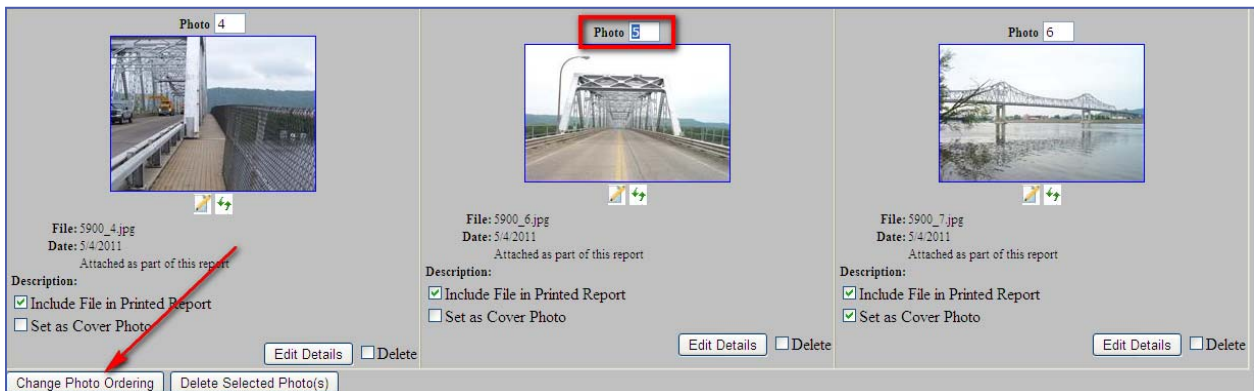 Photo 4
File: 5900_4.jpg
Date: 5/4/2011
Attached as part of this report
Description:
Include File in Printed Report
Set as Cover Photo
Edit Details Delete
Photo 5
File: 5900_6.jpg
Date: 5/4/2011
Attached as part of this report
Description:
Include File in Printed Report
Set as Cover Photo
Edit Details Delete
Photo 6
File: 5900_7.jpg
Date: 5/4/2011
Attached as part of this report
Description:
Include File in Printed Report
Set as Cover Photo
Edit Details Delete
Change Photo Ordering Delete Selected Photo(s)